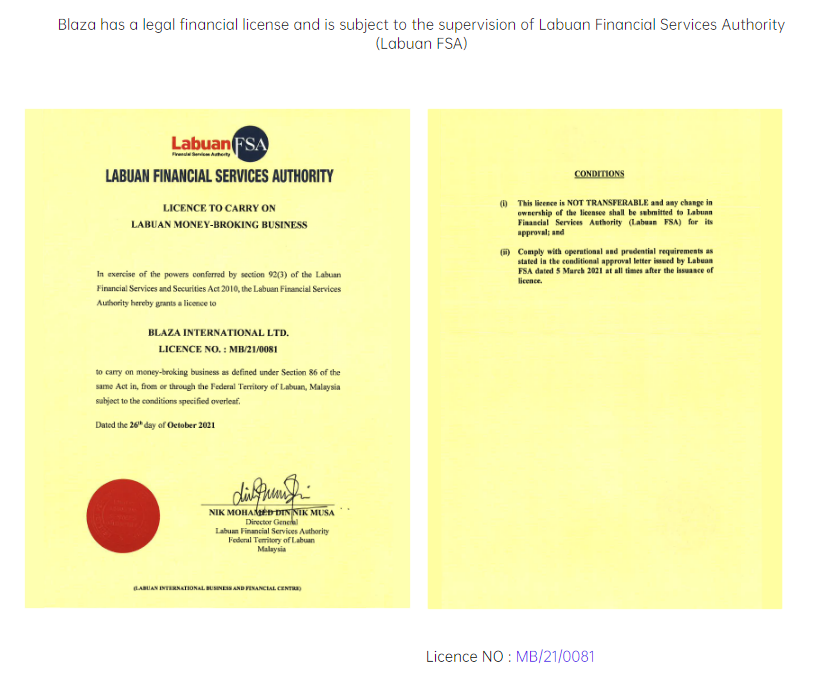 Blaza has a legal financial license and is subject to the supervision of Labuan Financial Services Authority
(Labuan FSA)
Labuan FSA
Financial Services Authority
LABUAN FINANCIAL SERVICES AUTHORITY
LICENCE TO CARRY ON
LABUAN MONEY-BROKING BUSINESS
In exercise of the powers conferred by section 92(3) of the Labuan
Financial Services and Securities Act 2010, the Labuan Financial Services
Authority hereby grants a licence to
BLAZA INTERNATIONAL LTD.
LICENCE NO. : MB/21/0081
to carry on money-broking business as defined under Section 86 of the
same Act in, from or through the Federal Territory of Labuan, Malaysia
subject to the conditions specified overleaf.
Dated the 26th day of October 2021
NIK MOHAMED DIN NIK MUSA
Director General
Labuan Financial Services Authority
Federal Territory of Labuan
Malaysia
(LABUAN INTERNATIONAL BUSINESS AND FINANCIAL CENTRE)
CONDITIONS
(i) This licence is NOT TRANSFERABLE and any change in
ownership of the licensee shall be submitted to Labuan
Financial Services Authority (Labuan FSA) for its
approval; and
(ii) Comply with operational and prudential requirements as
stated in the conditional approval letter issued by Labuan
FSA dated 5 March 2021 at all times after the issuance of
licence.
Licence NO : MB/21/0081